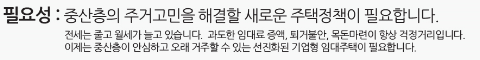 필요성 : 중산층의 주거고민을 해결할 새로운 주택정책이 필요합니다.
전세는 줄고 월세가 늘고 있습니다. 과도한 임대료 증액, 퇴거불안, 목돈마련이 항상 걱정거리입니다.
이제는 중산층이 안심하고 오래 거주할 수 있는 선진화된 기업형 임대주택이 필요합니다.